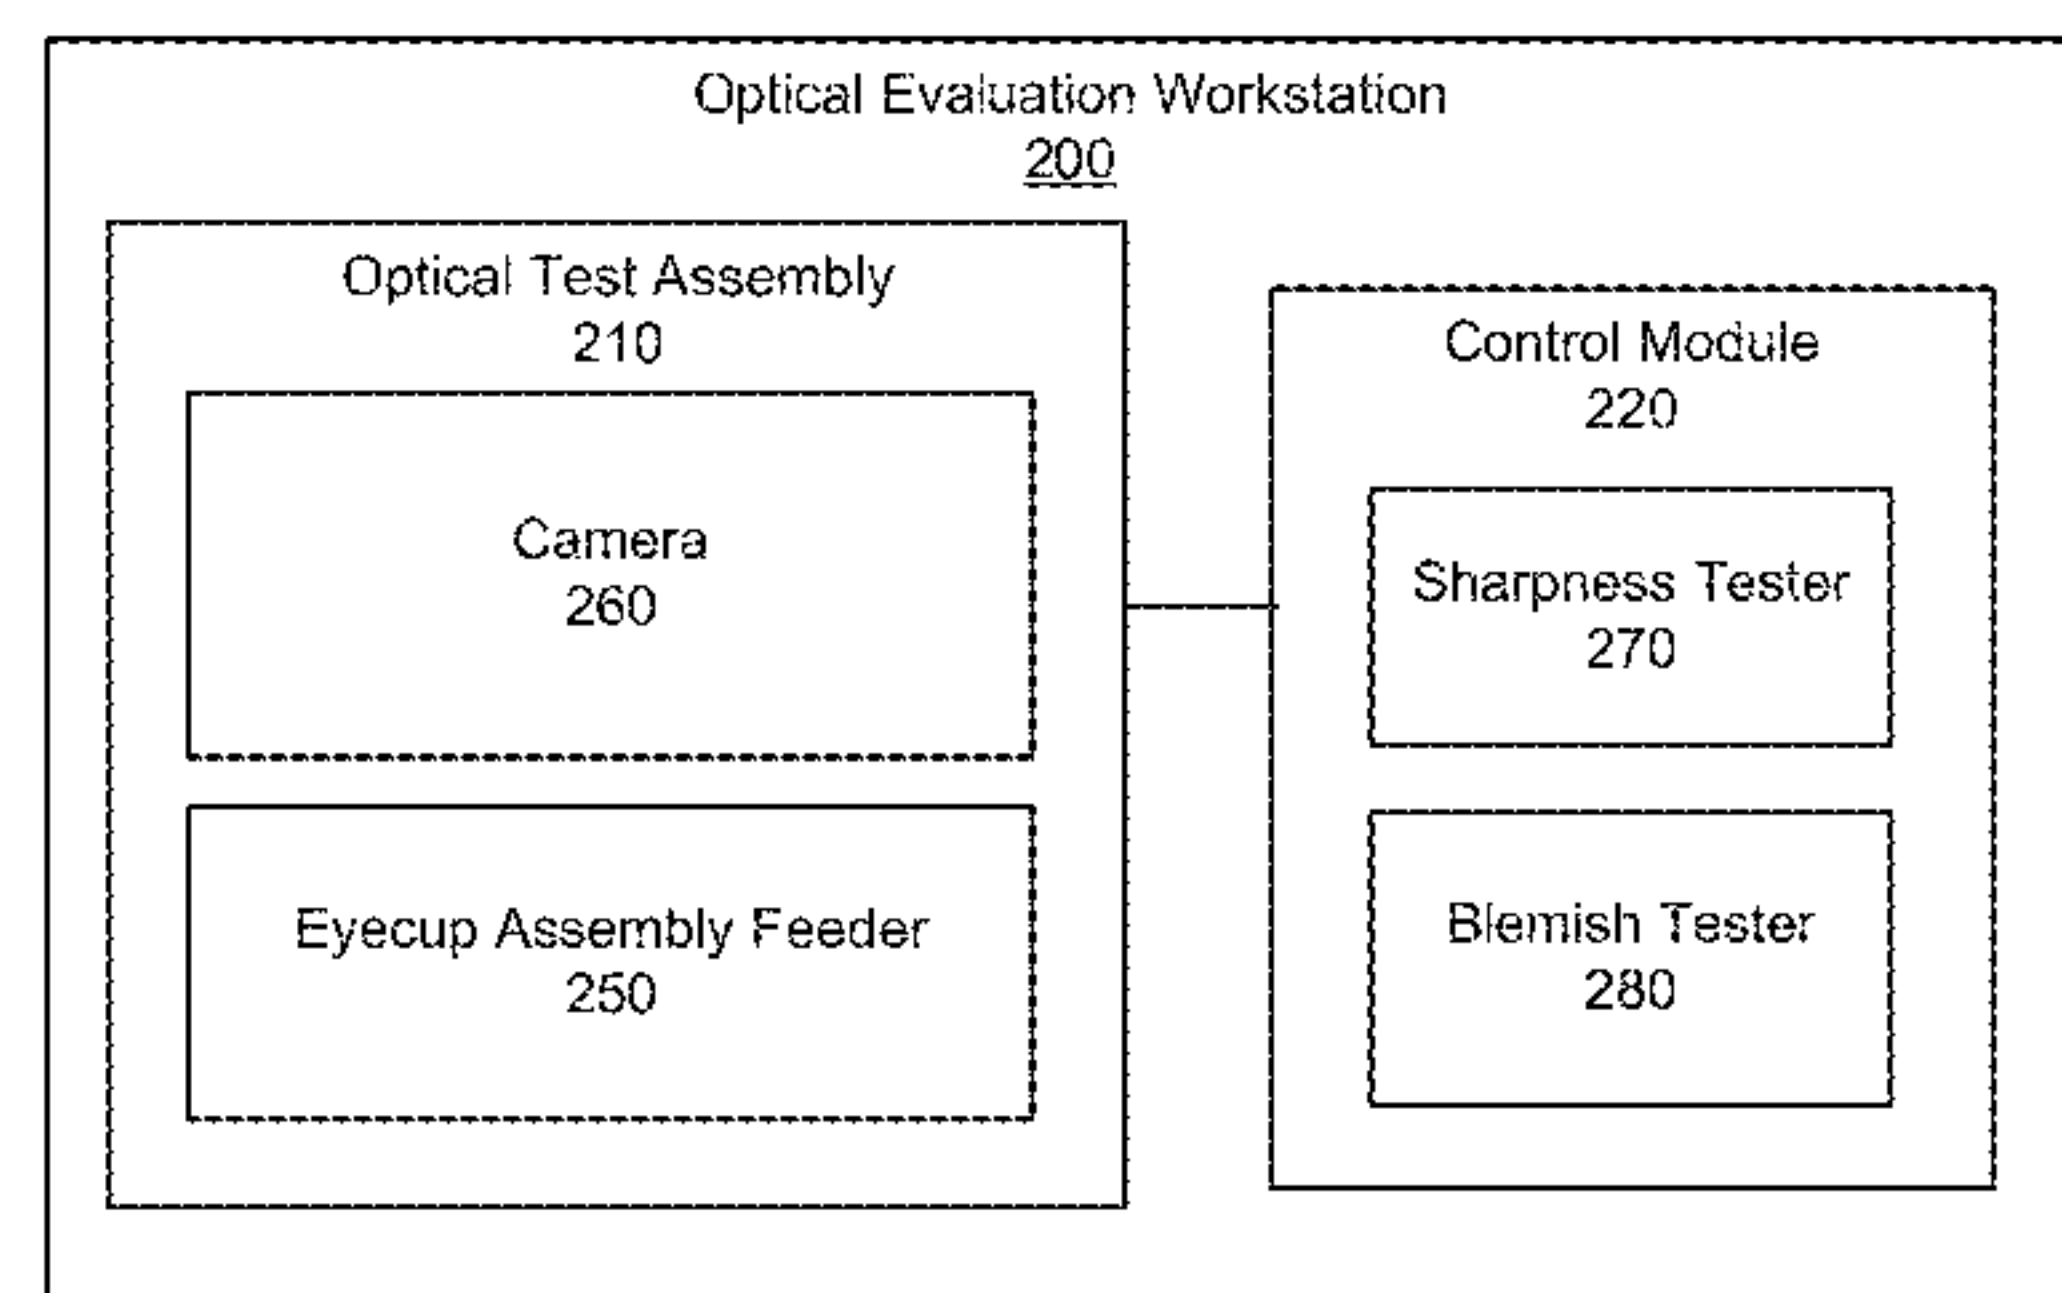 Optical Evaluation Workstation
200
Optical Test Assembly
210
Camera
260
Eyecup Assembly Feeder
250
Control Module
220
Sharpness Tester
270
Blemish Tester
280